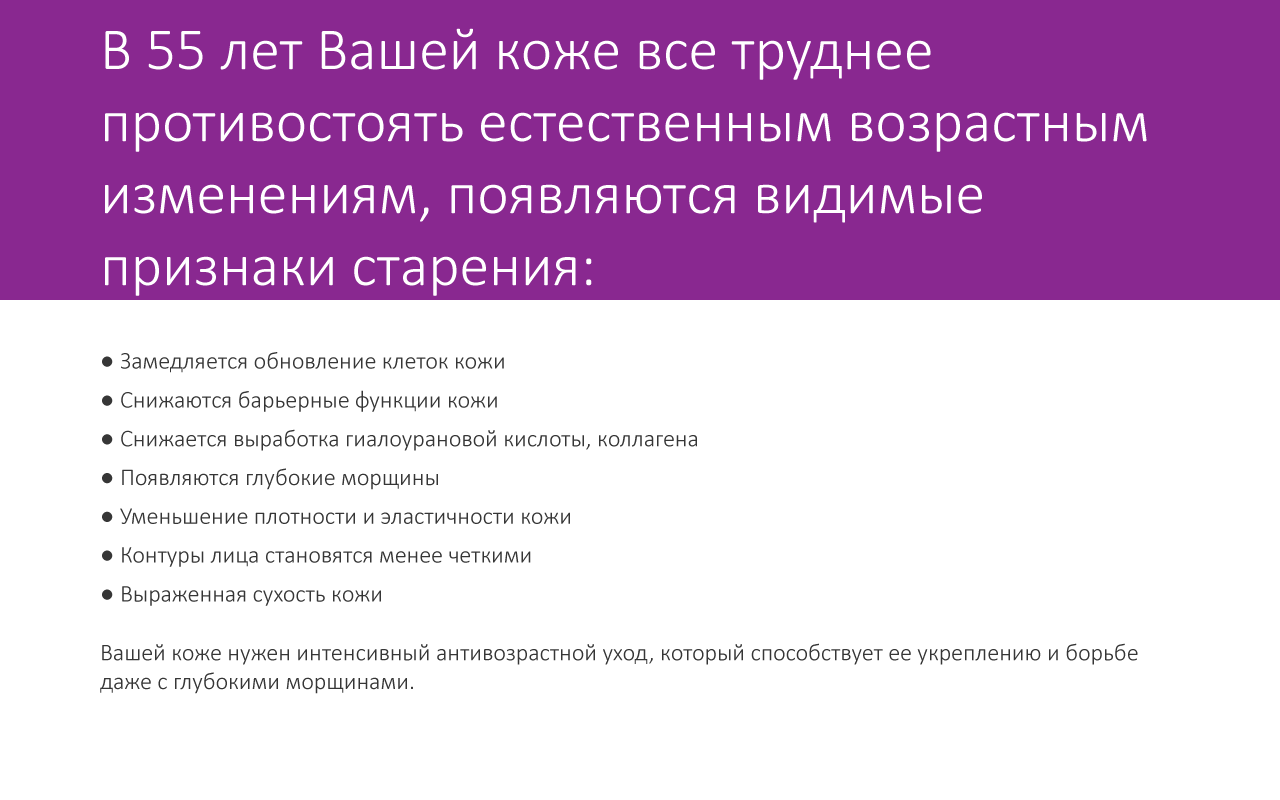 В 55 лет Вашей коже все труднее
противостоять естественным возрастным
изменениям, появляются видимые
признаки старения:
● Замедляется обновление клеток кожи
● Снижаются барьерные функции кожи
● Снижается выработка гиалоурановой кислоты, коллагена
● Появляются глубокие морщины
● Уменьшение плотности и эластичности кожи
● Контуры лица становятся менее четкими
● Выраженная сухость кожи
Вашей коже нужен интенсивный антивозрастной уход, который способствует ее укреплению и борьбе
даже с глубокими морщинами.